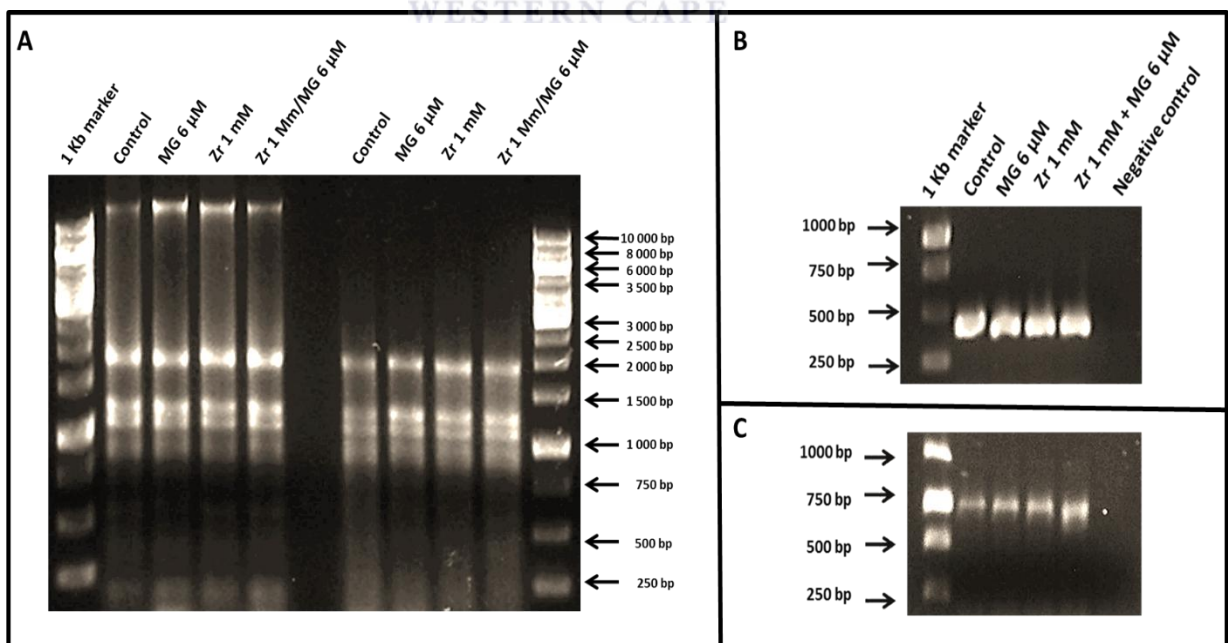 WESTERN CAPE
A
1 Kb marker
Control
MG 6 µM
Zr 1 mM
Zr 1 Mm/MG 6 µM
Control
MG 6 µM
Zr 1 mM
Zr 1 Mm/MG 6 µM
10 000 bp
8 000 bp
6 000 bp
3 500 bp
3 000 bp
2 500 bp
2 000 bp
1 500 bp
1 000 bp
750 bp
500 bp
250 bp
B
1 Kb marker
Control
MG 6 µM
Zr 1 mM
Zr 1 mM + MG 6 µM
Negative control
1000 bp
750 bp
500 bp
250 bp
C
1000 bp
750 bp
500 bp
250 bp